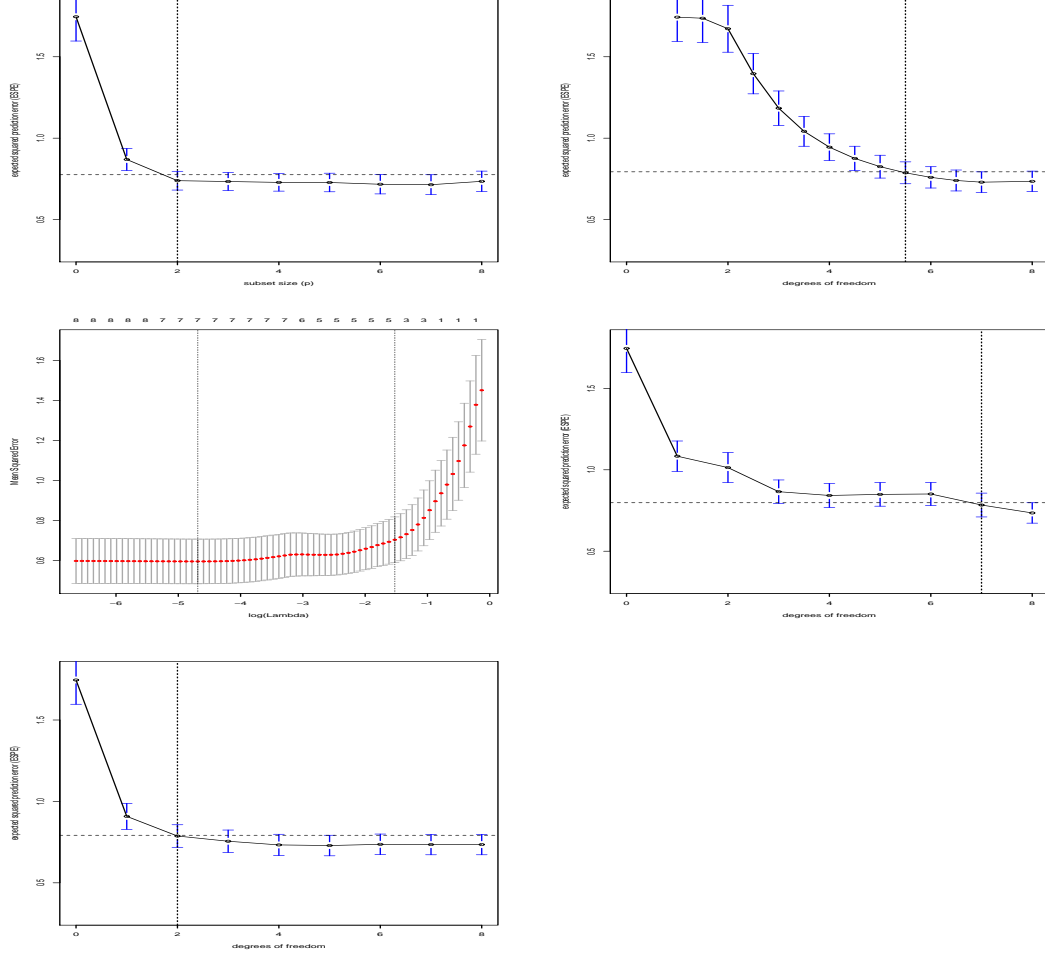 expected squared prediction error (ESPE)
1.5
1.0
0.5
0 2 4 6 8
subset size (p)
expected squared prediction error (ESPE)
1.5
1.0
0.5
0 2 4 6 8
degrees of freedom
8 8 8 8 8 7 7 7 7 7 7 7 7 6 5 5 5 5 5 3 3 1 1 1
Mean Squared Error
1.6
1.4
1.2
1.0
0.8
0.6
−6 −5 −4 −3 −2 −1 0
log(Lambda)
expected squared prediction error (ESPE)
1.5
1.0
0.5
0 2 4 6 8
degrees of freedom
expected squared prediction error (ESPE)
1.5
1.0
0.5
0 2 4 6 8
degrees of freedom